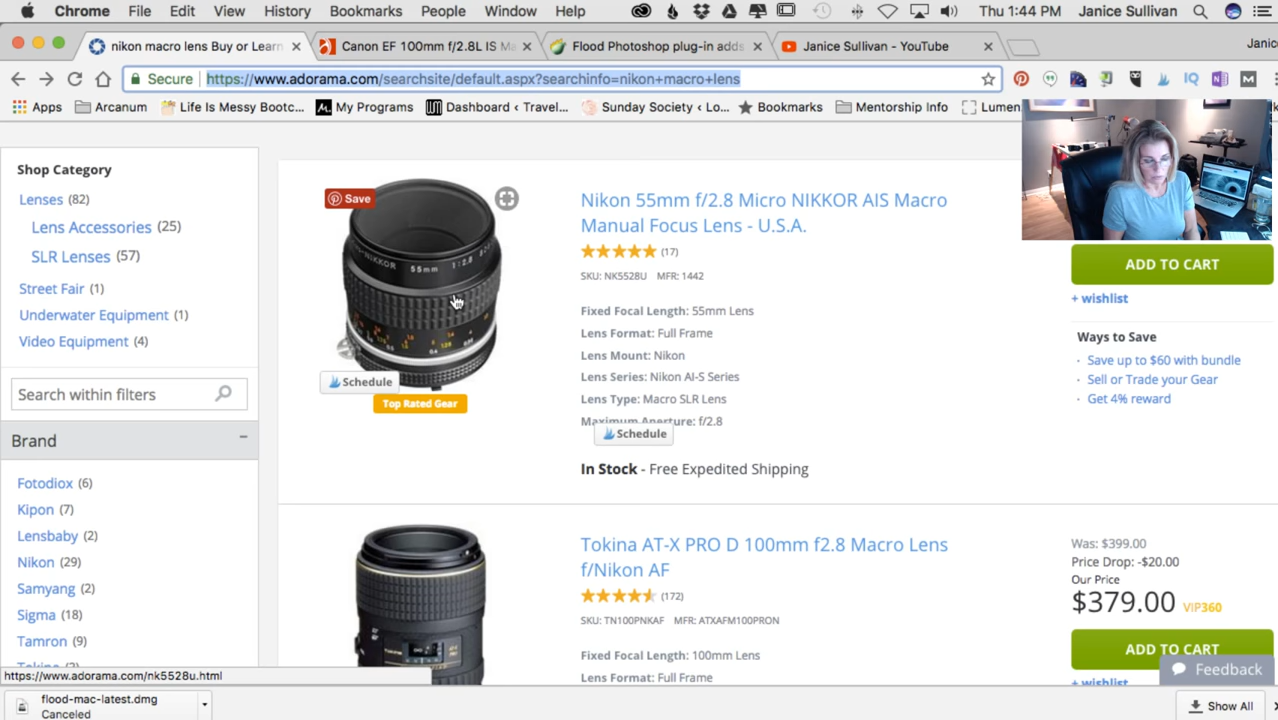 Chrome File Edit View History Bookmarks People Window Help Thu 1:44 PM Janice Sullivan
nikon macro lens Buy or Learn
Canon EF 100mm f/2.8L IS Ma
Flood Photoshop plug-in adds
Janice Sullivan - YouTube
Janic
Secure https://www.adorama.com/searchsite/default.aspx?searchinfo=nikon+macro+lens
Apps Arcanum Life Is Messy Bootc... My Programs Dashboard ‹ Travel... Sunday Society ‹ Lo... Bookmarks Mentorship Info Lumen
Shop Category
Lenses (82)
Lens Accessories (25)
SLR Lenses (57)
Street Fair (1)
Underwater Equipment (1)
Video Equipment (4)
Search within filters
Brand
Fotodiox (6)
Kipon (7)
Lensbaby (2)
Nikon (29)
Samyang (2)
Sigma (18)
Tamron (9)
Save
55mm 1:2.8
Schedule
Top Rated Gear
Nikon 55mm f/2.8 Micro NIKKOR AIS Macro
Manual Focus Lens - U.S.A.
(17)
SKU: NK5528U MFR: 1442
Fixed Focal Length: 55mm Lens
Lens Format: Full Frame
Lens Mount: Nikon
Lens Series: Nikon AI-S Series
Lens Type: Macro SLR Lens
Maximum Aperture: f/2.8
Schedule
In Stock - Free Expedited Shipping
ADD TO CART
+ wishlist
Ways to Save
· Save up to $60 with bundle
· Sell or Trade your Gear
· Get 4% reward
Tokina AT-X PRO D 100mm f2.8 Macro Lens
f/Nikon AF
(172)
SKU: TN100PNKAF MFR: ATXAFM100PRON
Fixed Focal Length: 100mm Lens
Lens Format: Full Frame
Was: $399.00
Price Drop: -$20.00
Our Price
$379.00 VIP360
ADD TO CART
+ wishlist
Feedback
https://www.adorama.com/nk5528u.html
flood-mac-latest.dmg
Canceled
Show All